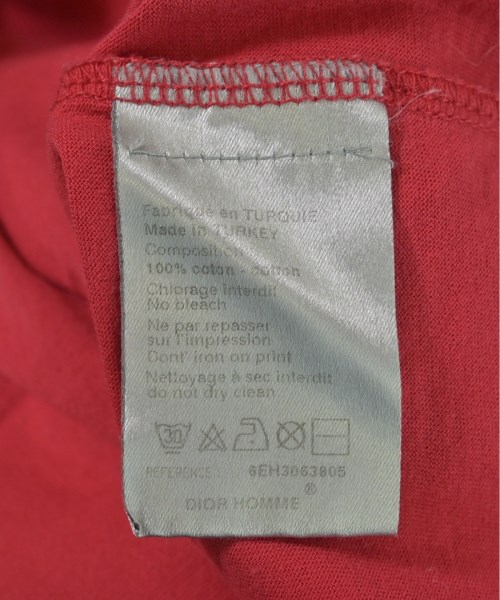 Fabriqué en TURQUIE
Made in TURKEY
Composition
100% coton - cotton
Chlorage interdit
No bleach
Ne par repasser
sur l'impression
Dont' iron on print
Nettoyage à sec interdit
do not dry clean
30
REFERENCE : 6EH3063805
DIOR HOMME ®